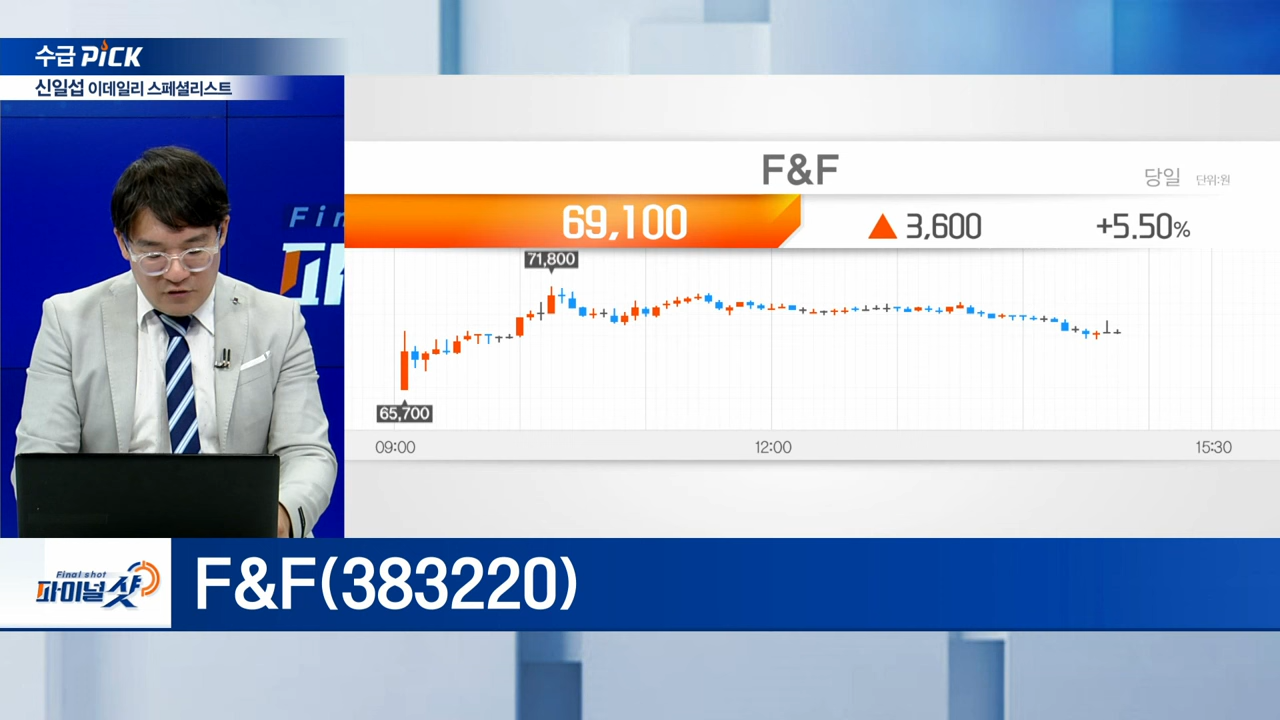 수급 PiCK
신일섭 이데일리 스페셜리스트
Fin
파
F&F
당일 단위:원
69,100 ▲ 3,600 +5.50%
71,800
65,700
09:00 12:00 15:30
Final shot
파이널샷
F&F(383220)